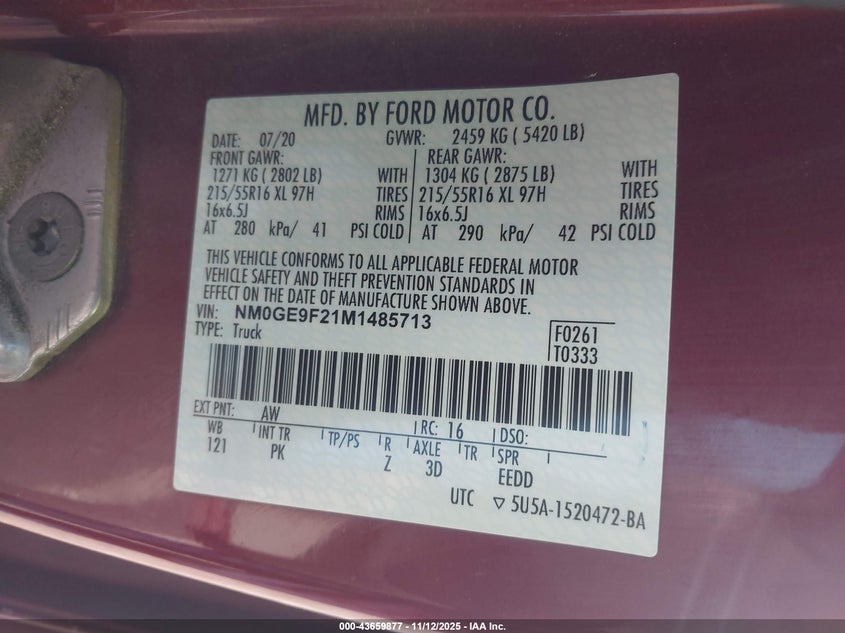 MFD. BY FORD MOTOR CO.
DATE: 07/20 GVWR: 2459 KG ( 5420 LB)
FRONT GAWR: REAR GAWR:
1271 KG ( 2802 LB) WITH 1304 KG ( 2875 LB) WITH
215/55R16 XL 97H TIRES 215/55R16 XL 97H TIRES
16x6.5J RIMS 16x6.5J RIMS
AT 280 kPa/ 41 PSI COLD AT 290 kPa/ 42 PSI COLD
THIS VEHICLE CONFORMS TO ALL APPLICABLE FEDERAL MOTOR
VEHICLE SAFETY AND THEFT PREVENTION STANDARDS IN
EFFECT ON THE DATE OF MANUFACTURE SHOWN ABOVE.
VIN: NM0GE9F21M1485713
TYPE: Truck
F0261
T0333
EXT PNT: AW RC: 16 DSO:
WB INT TR TP/PS R AXLE TR SPR
121 PK Z 3D EEDD
UTC ▽ 5U5A-1520472-BA
000-43659877 - 11/12/2025 - IAA Inc.